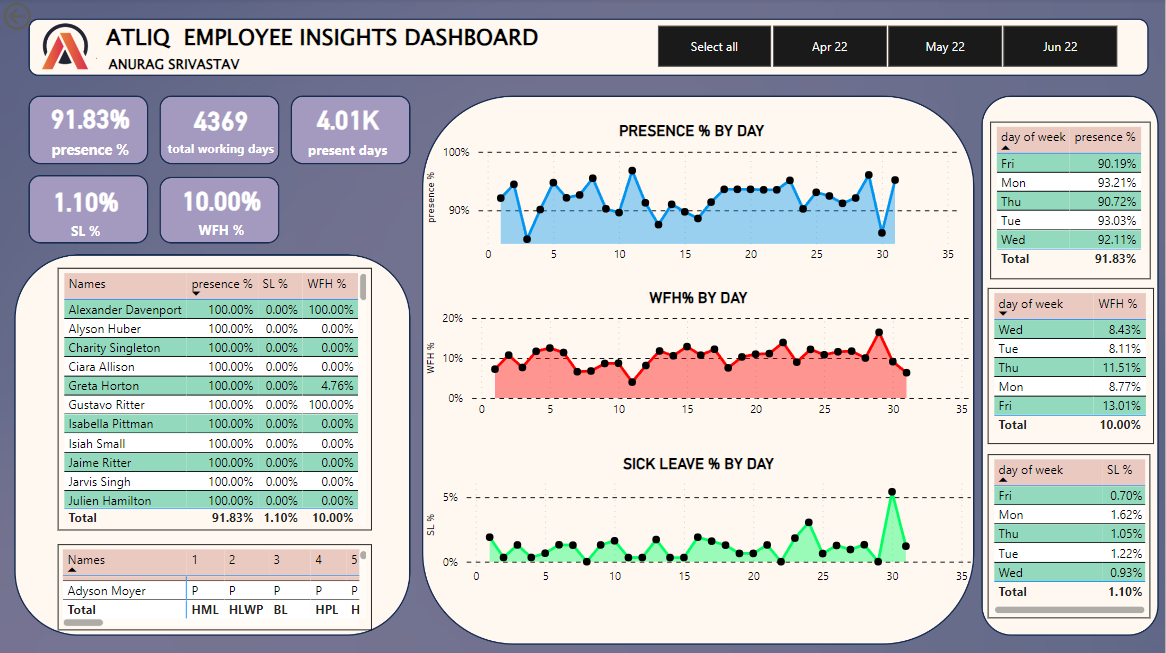 ATLIQ EMPLOYEE INSIGHTS DASHBOARD
ANURAG SRIVASTAV
Select all Apr 22 May 22 Jun 22
91.83%
presence %
4369
total working days
4.01K
present days
1.10%
SL %
10.00%
WFH %
Names presence % SL % WFH %
Alexander Davenport 100.00% 0.00% 100.00%
Alyson Huber 100.00% 0.00% 0.00%
Charity Singleton 100.00% 0.00% 0.00%
Ciara Allison 100.00% 0.00% 0.00%
Greta Horton 100.00% 0.00% 4.76%
Gustavo Ritter 100.00% 0.00% 100.00%
Isabella Pittman 100.00% 0.00% 0.00%
Isiah Small 100.00% 0.00% 0.00%
Jaime Ritter 100.00% 0.00% 0.00%
Jarvis Singh 100.00% 0.00% 0.00%
Julien Hamilton 100.00% 0.00% 0.00%
Total 91.83% 1.10% 10.00%
Names 1 2 3 4 5
Adyson Moyer P P P P P
Total HML HLWP BL HPL H
PRESENCE % BY DAY
presence %
100%
90%
0 5 10 15 20 25 30 35
WFH% BY DAY
WFH %
20%
10%
0%
0 5 10 15 20 25 30 35
SICK LEAVE % BY DAY
SL %
5%
0%
0 5 10 15 20 25 30 35
day of week presence %
Fri 90.19%
Mon 93.21%
Thu 90.72%
Tue 93.03%
Wed 92.11%
Total 91.83%
day of week WFH %
Wed 8.43%
Tue 8.11%
Thu 11.51%
Mon 8.77%
Fri 13.01%
Total 10.00%
day of week SL %
Fri 0.70%
Mon 1.62%
Thu 1.05%
Tue 1.22%
Wed 0.93%
Total 1.10%